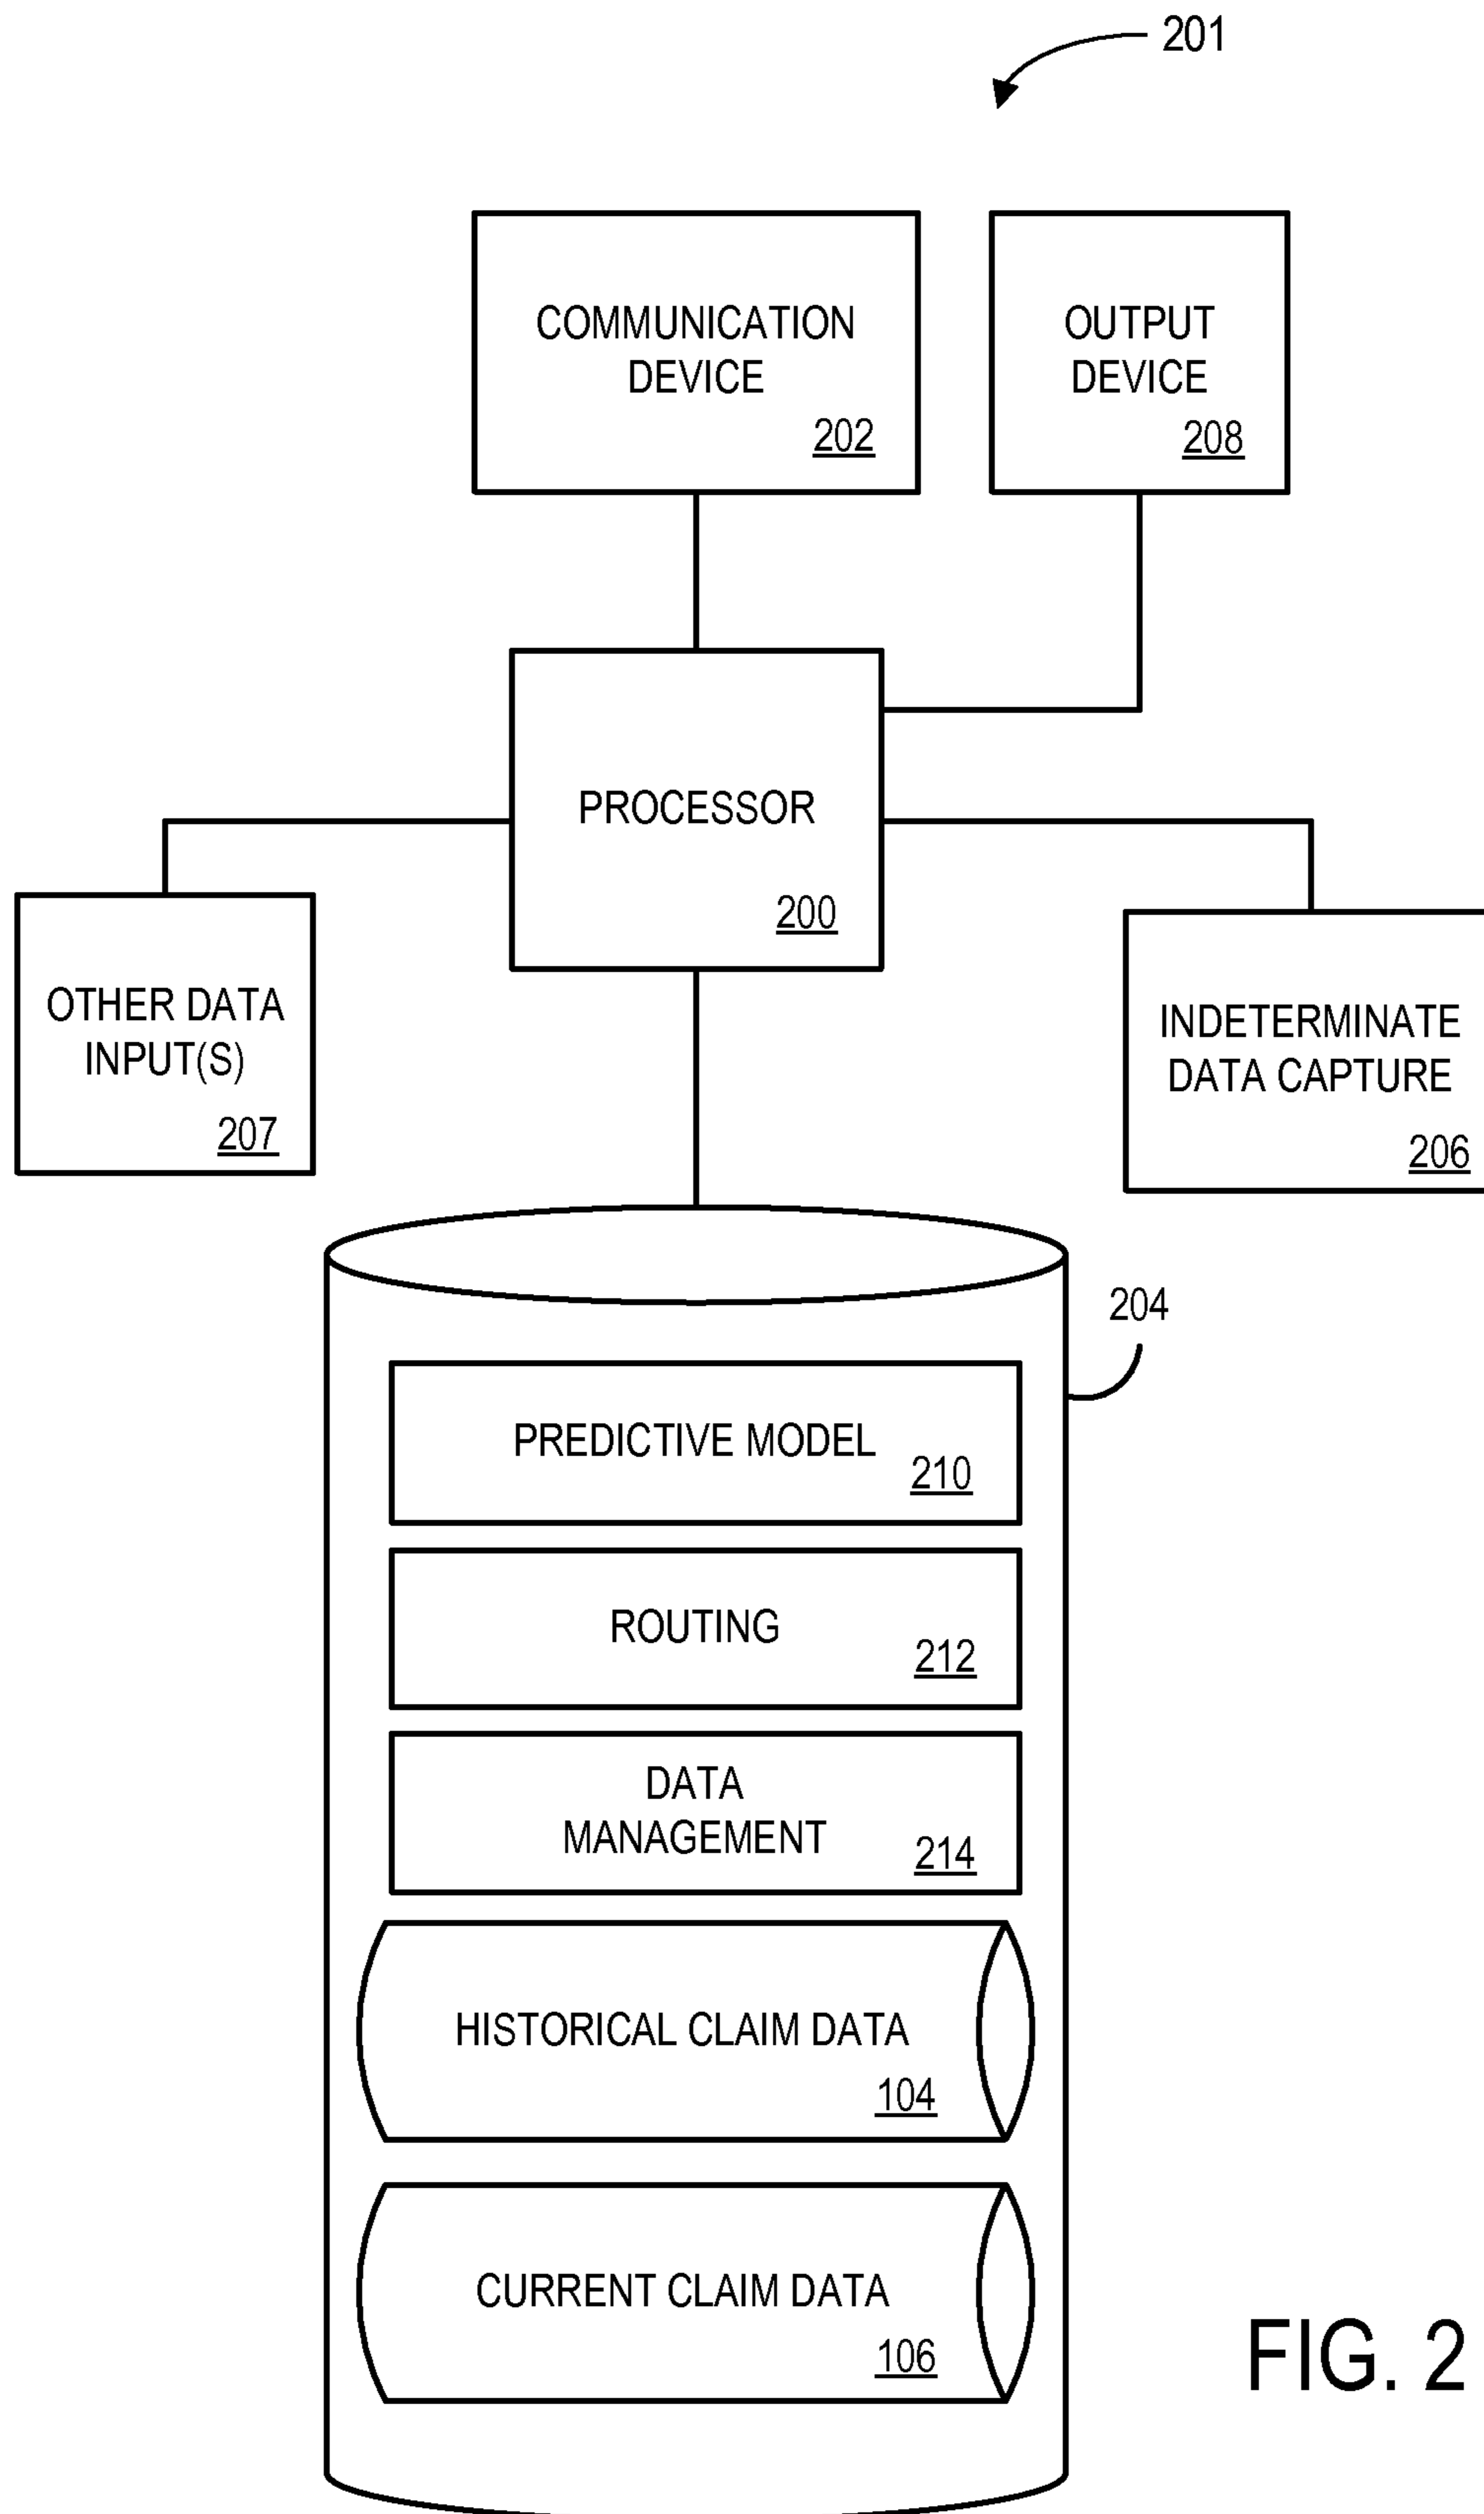 201
COMMUNICATION
DEVICE
202
OUTPUT
DEVICE
208
PROCESSOR
200
OTHER DATA
INPUT(S)
207
INDETERMINATE
DATA CAPTURE
206
204
PREDICTIVE MODEL
210
ROUTING
212
DATA
MANAGEMENT
214
HISTORICAL CLAIM DATA
104
CURRENT CLAIM DATA
106
FIG. 2